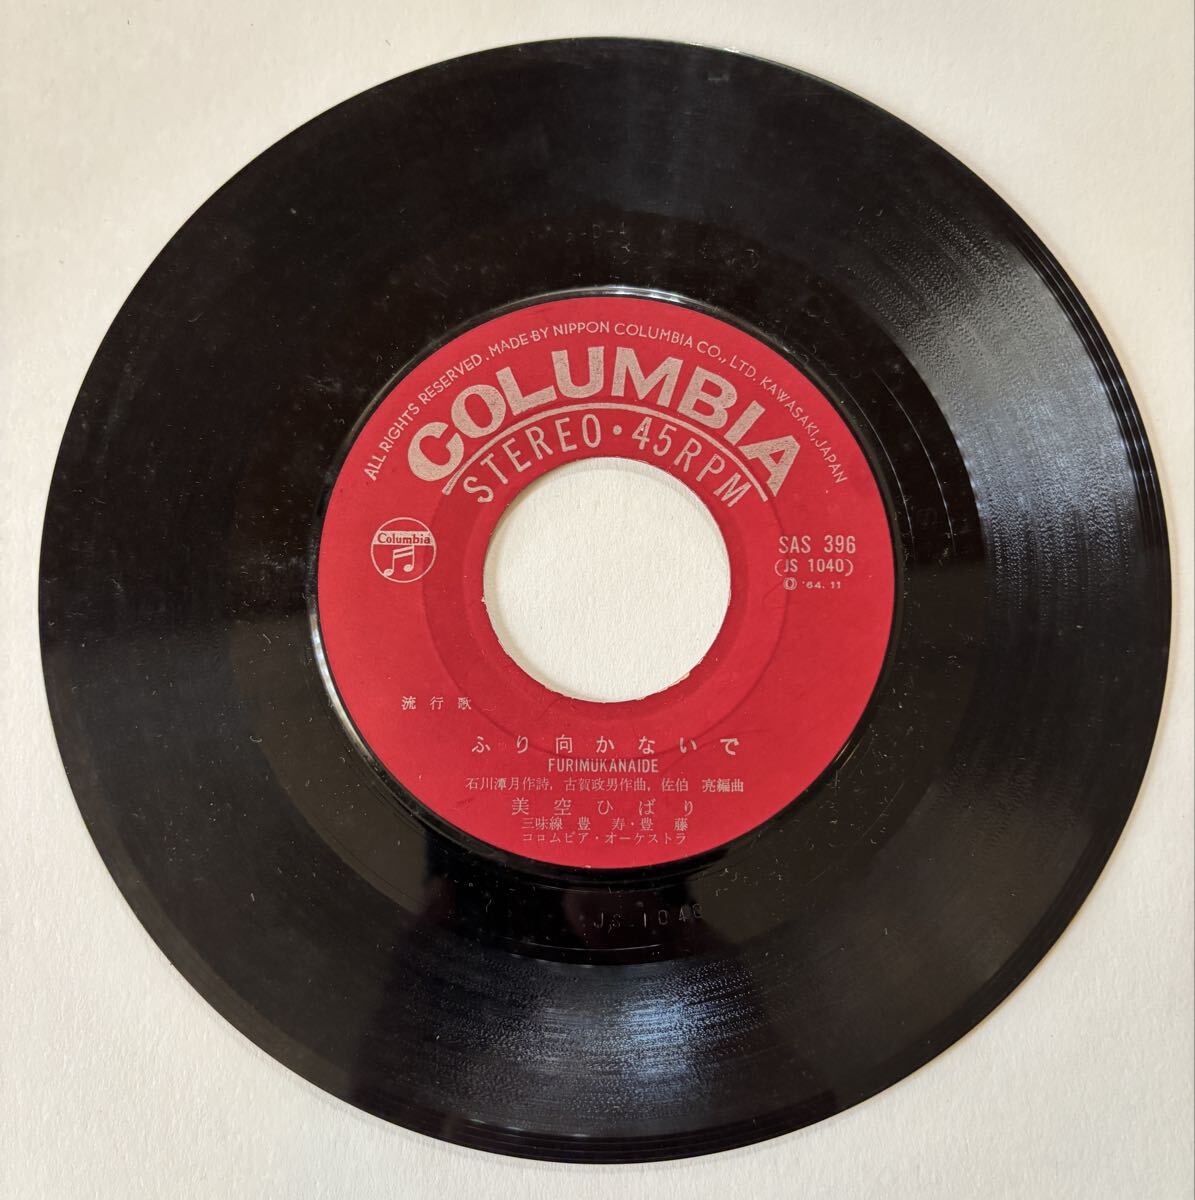 ALL RIGHTS RESERVED. MADE·BY NIPPON COLUMBIA CO., LTD. KAWASAKI, JAPAN
COLUMBIA
STEREO・45RPM
Columbia
SAS 396
(JS 1040)
Ⓞ '64. 11
流行歌
ふり向かないで
FURIMUKANAIDE
石川潭月作詩, 古賀政男作曲, 佐伯 亮編曲
美空ひばり
三味線 豊 寿・豊 藤
コロムビア・オーケストラ
JS 1040